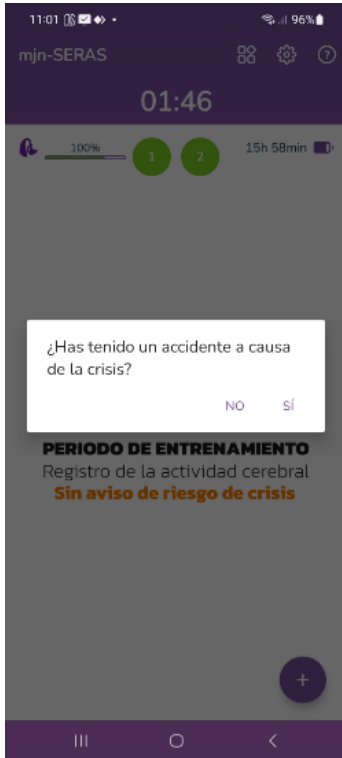 11:01
96%
mjn-SERAS
01:46
100%
1
2
15h 58min
¿Has tenido un accidente a causa
de la crisis?
NO
SÍ
PERIODO DE ENTRENAMIENTO
Registro de la actividad cerebral
Sin aviso de riesgo de crisis
+